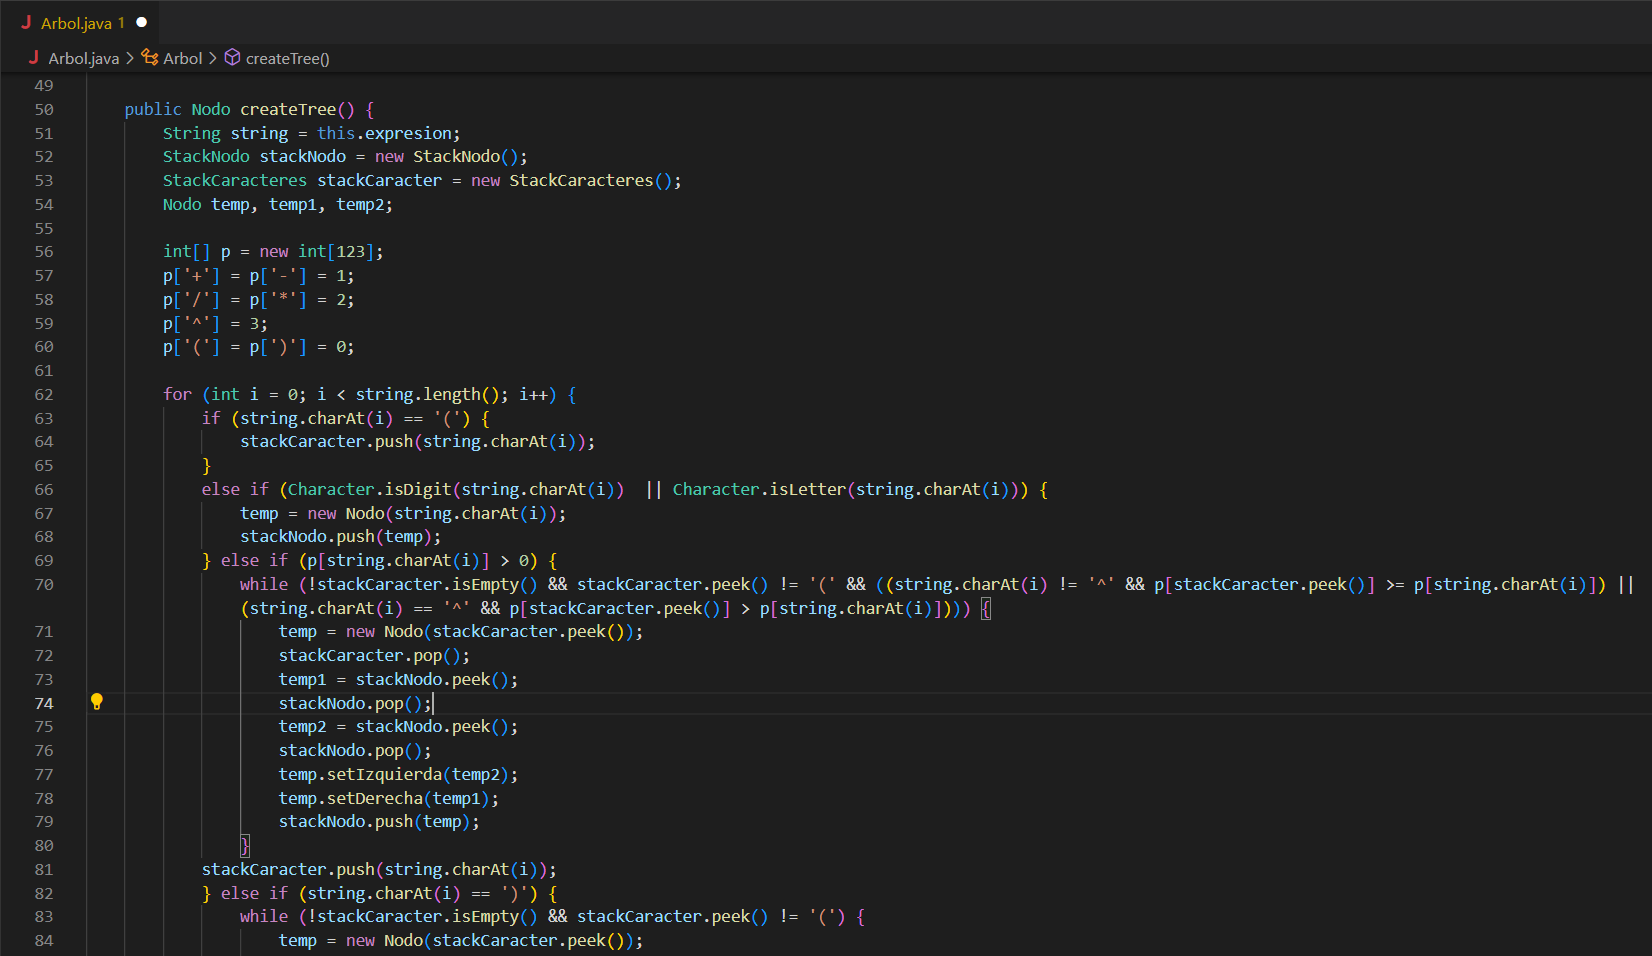 J Arbol.java 1
J Arbol.java > Arbol > createTree()
49
50 public Nodo createTree() {
51 String string = this.expresion;
52 StackNodo stackNodo = new StackNodo();
53 StackCaracteres stackCaracter = new StackCaracteres();
54 Nodo temp, temp1, temp2;
55
56 int[] p = new int[123];
57 p['+'] = p['-'] = 1;
58 p['/'] = p['*'] = 2;
59 p['^'] = 3;
60 p['('] = p[')'] = 0;
61
62 for (int i = 0; i < string.length(); i++) {
63 if (string.charAt(i) == '(') {
64 stackCaracter.push(string.charAt(i));
65 }
66 else if (Character.isDigit(string.charAt(i))  || Character.isLetter(string.charAt(i))) {
67 temp = new Nodo(string.charAt(i));
68 stackNodo.push(temp);
69 } else if (p[string.charAt(i)] > 0) {
70 while (!stackCaracter.isEmpty() && stackCaracter.peek() != '(' && ((string.charAt(i) != '^' && p[stackCaracter.peek()] >= p[string.charAt(i)]) ||
(string.charAt(i) == '^' && p[stackCaracter.peek()] > p[string.charAt(i)]))) {
71 temp = new Nodo(stackCaracter.peek());
72 stackCaracter.pop();
73 temp1 = stackNodo.peek();
74 stackNodo.pop();
75 temp2 = stackNodo.peek();
76 stackNodo.pop();
77 temp.setIzquierda(temp2);
78 temp.setDerecha(temp1);
79 stackNodo.push(temp);
80 }
81 stackCaracter.push(string.charAt(i));
82 } else if (string.charAt(i) == ')') {
83 while (!stackCaracter.isEmpty() && stackCaracter.peek() != '(') {
84 temp = new Nodo(stackCaracter.peek());